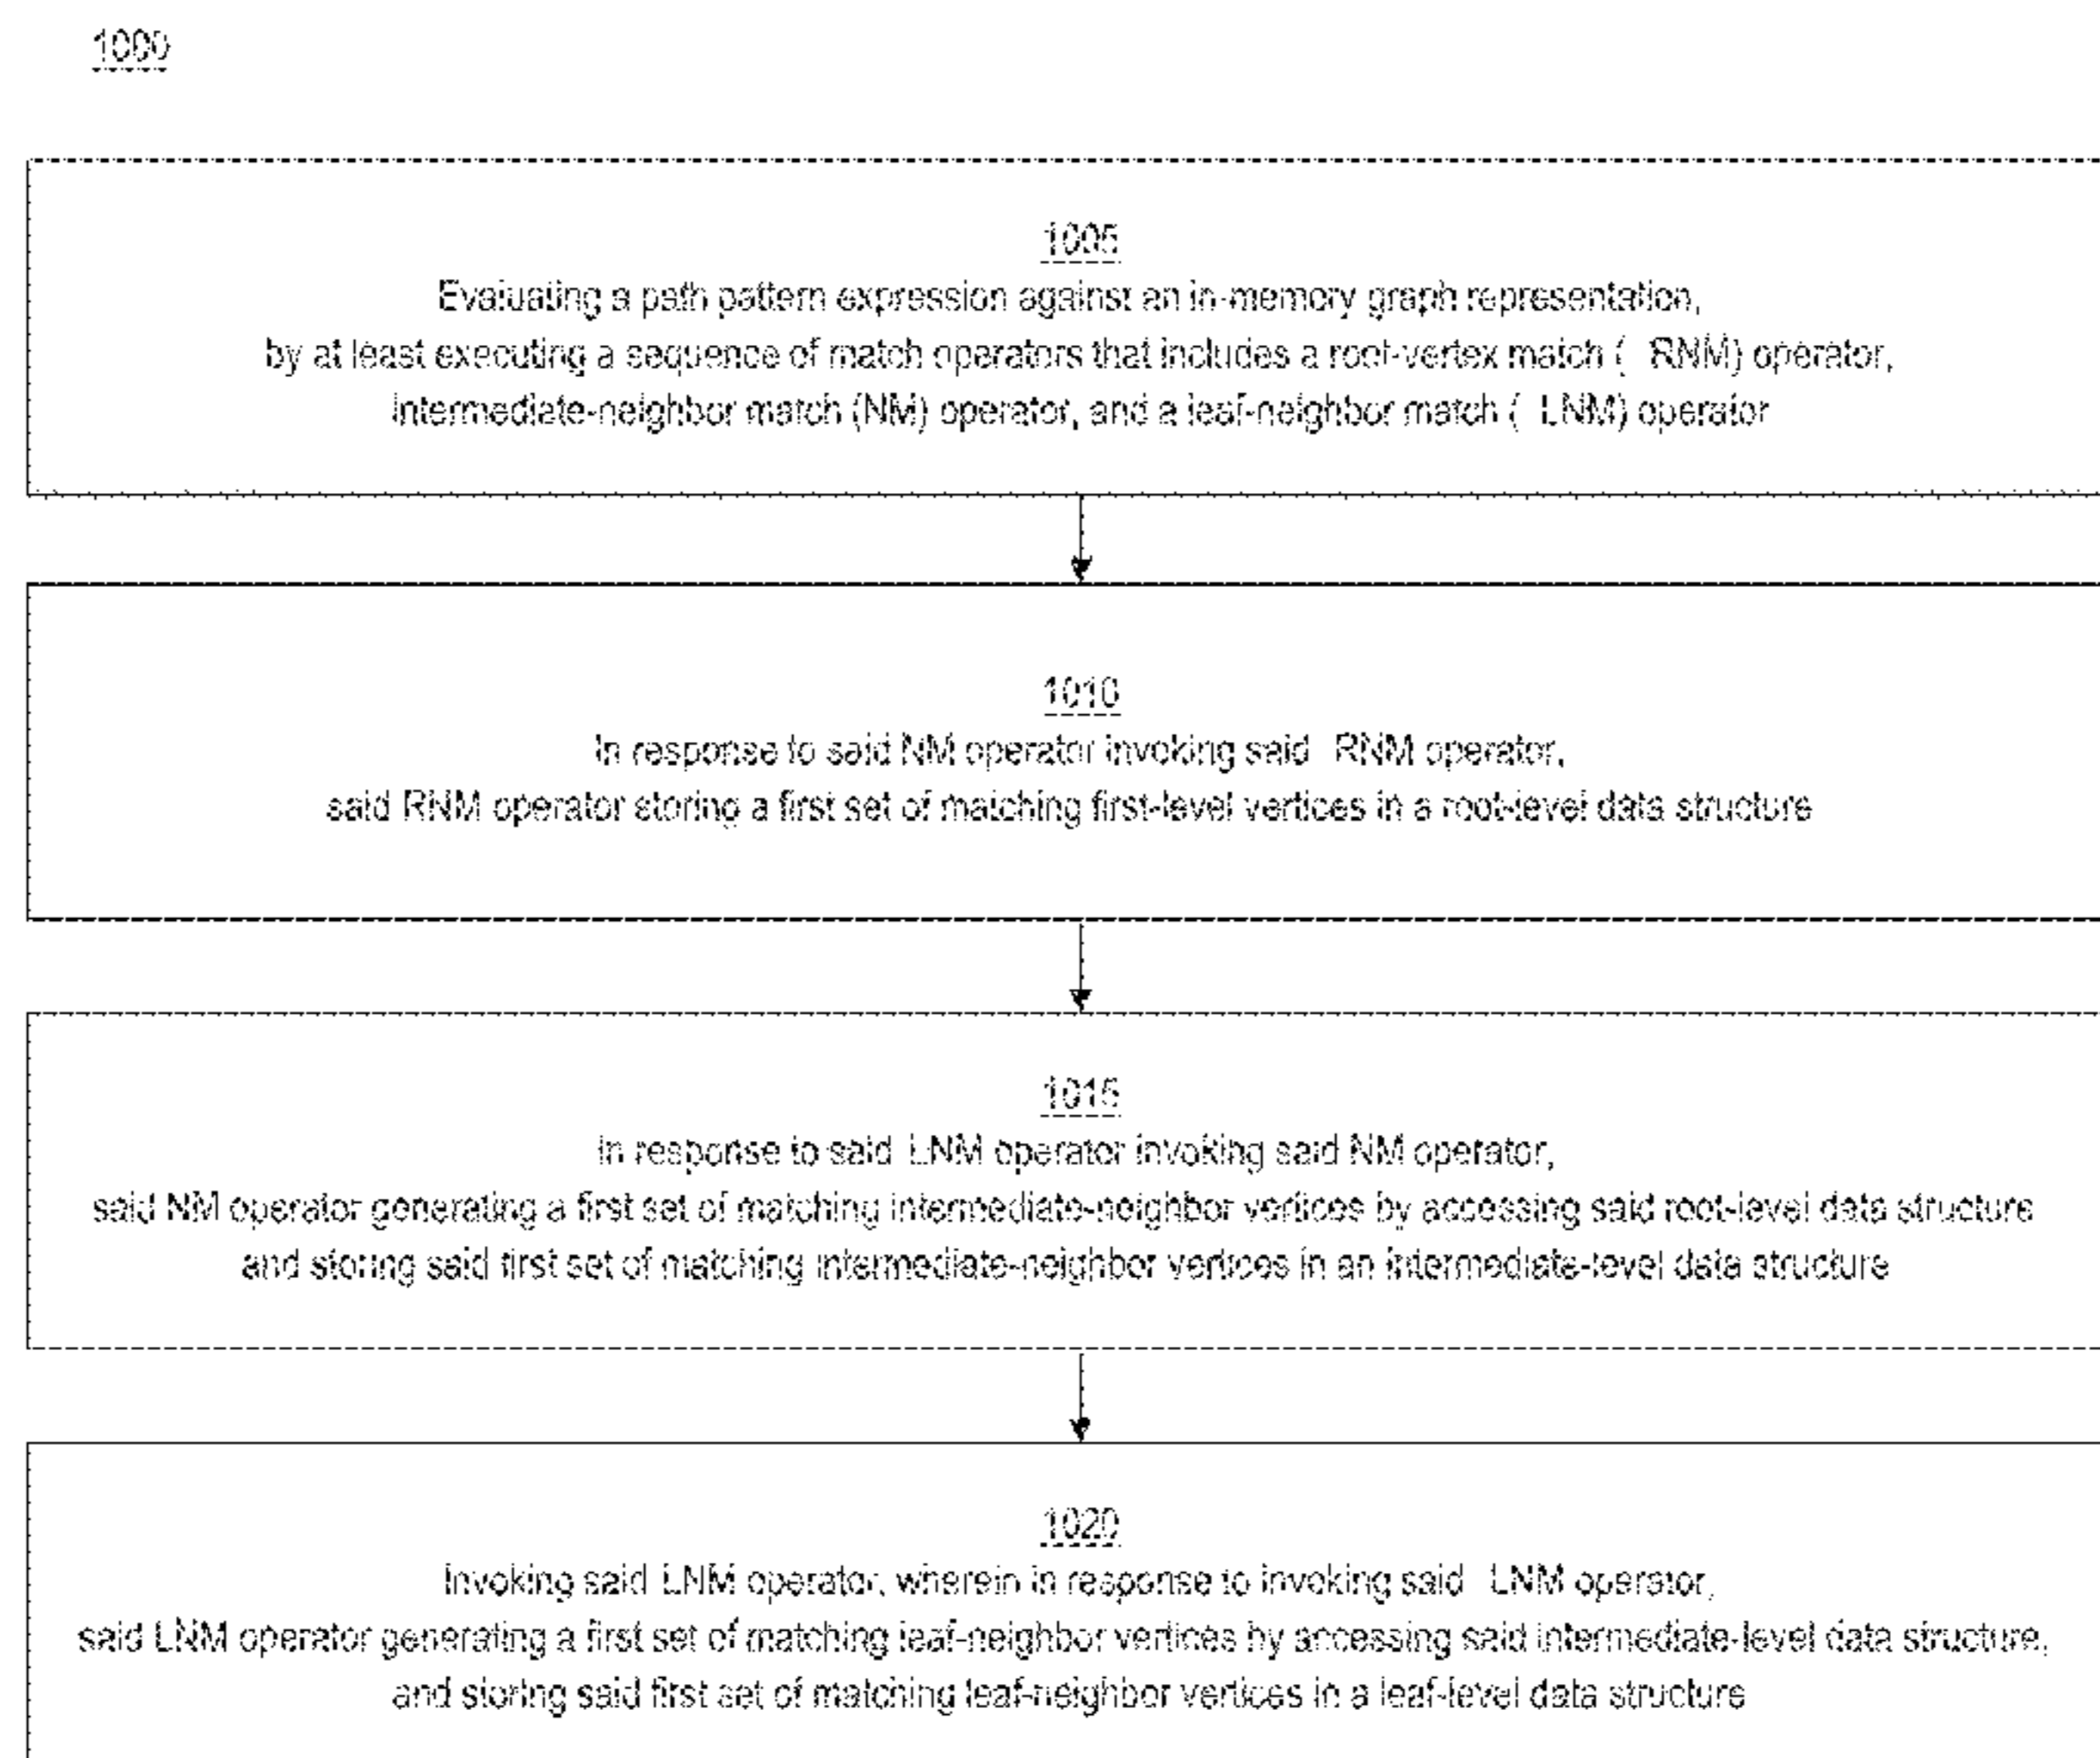 1000
1005
Evaluating a path pattern expression against an in-memory graph representation,
by at least executing a sequence of match operators that includes a root-vertex match ( RNM) operator,
intermediate-neighbor match (NM) operator, and a leaf-neighbor match ( LNM) operator
1010
In response to said NM operator invoking said RNM operator,
said RNM operator storing a first set of matching first-level vertices in a root-level data structure
1015
In response to said LNM operator invoking said NM operator,
said NM operator generating a first set of matching intermediate-neighbor vertices by accessing said root-level data structure
and storing said first set of matching intermediate-neighbor vertices in an intermediate-level data structure
1020
Invoking said LNM operator, wherein in response to invoking said LNM operator,
said LNM operator generating a first set of matching leaf-neighbor vertices by accessing said intermediate-level data structure,
and storing said first set of matching leaf-neighbor vertices in a leaf-level data structure